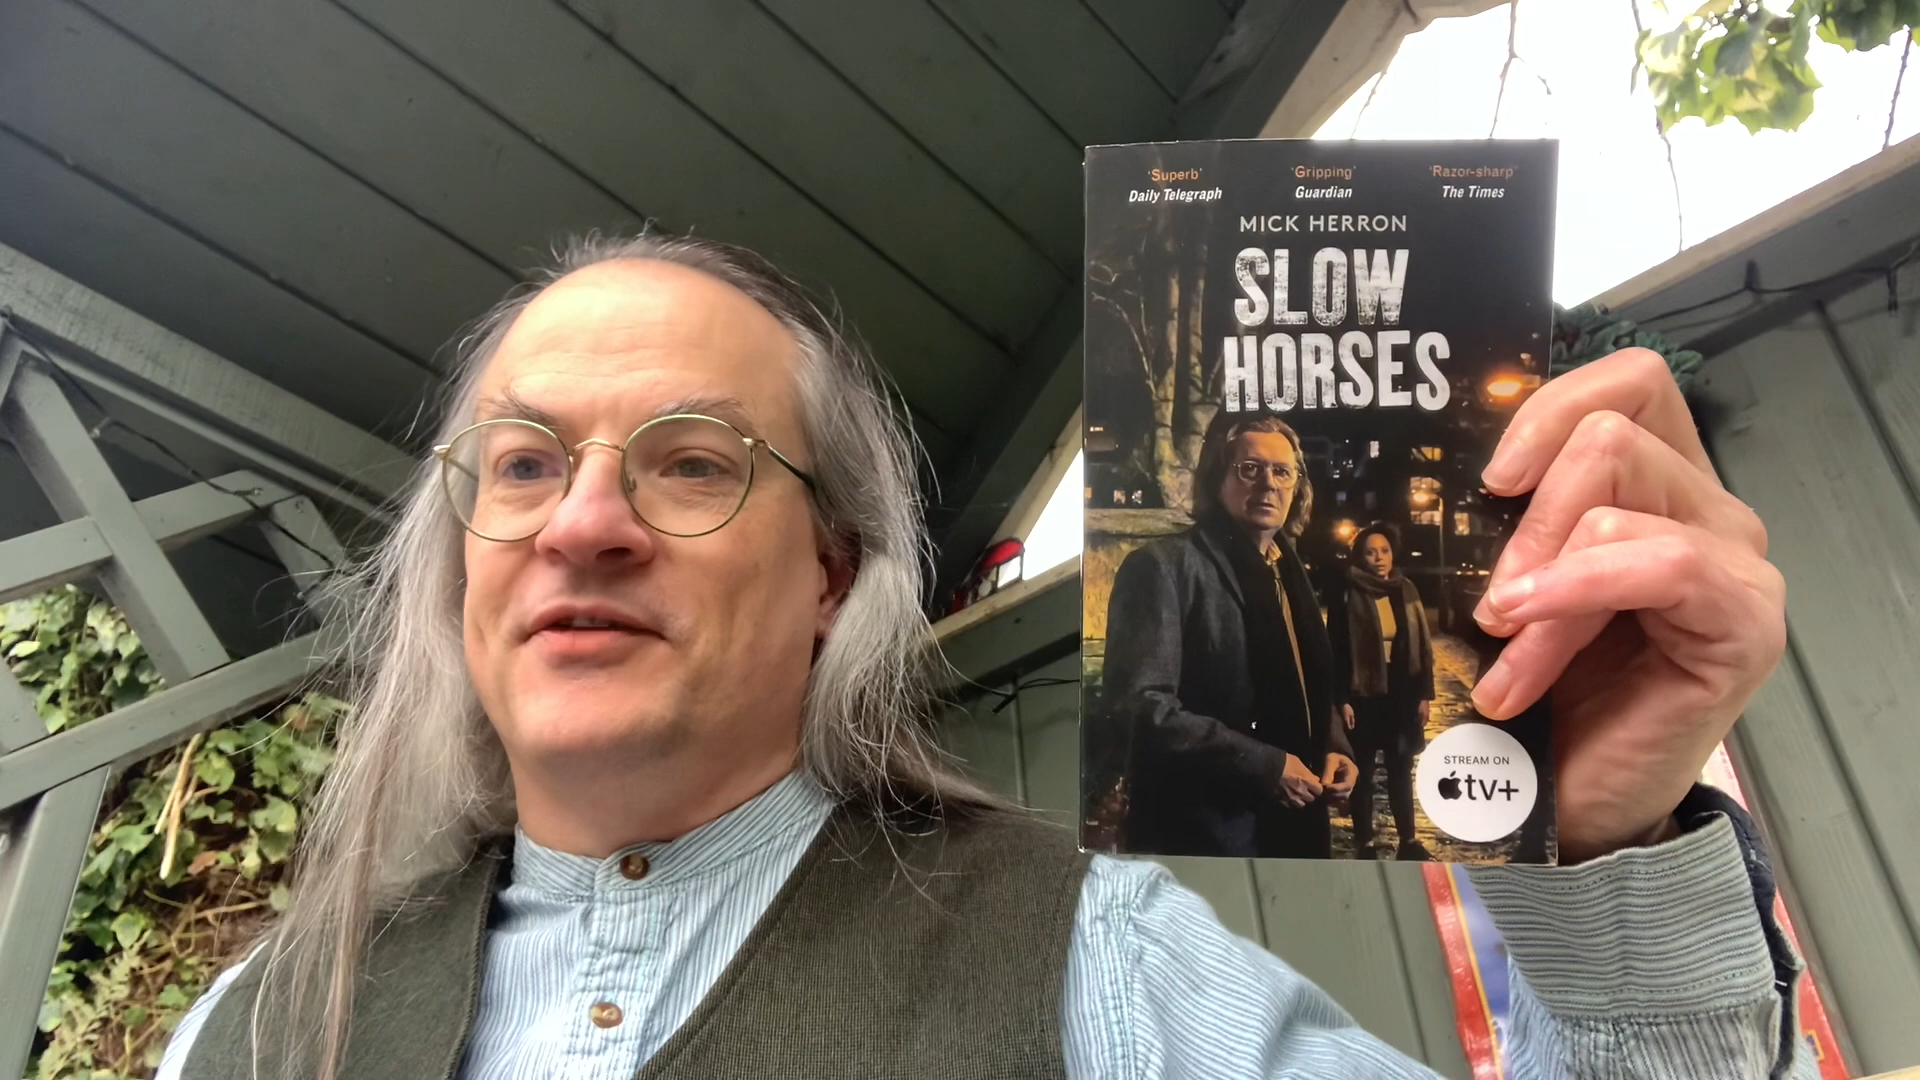 'Superb'
Daily Telegraph
'Gripping'
Guardian
'Razor-sharp'
The Times
MICK HERRON
SLOW
HORSES
STREAM ON
tv+